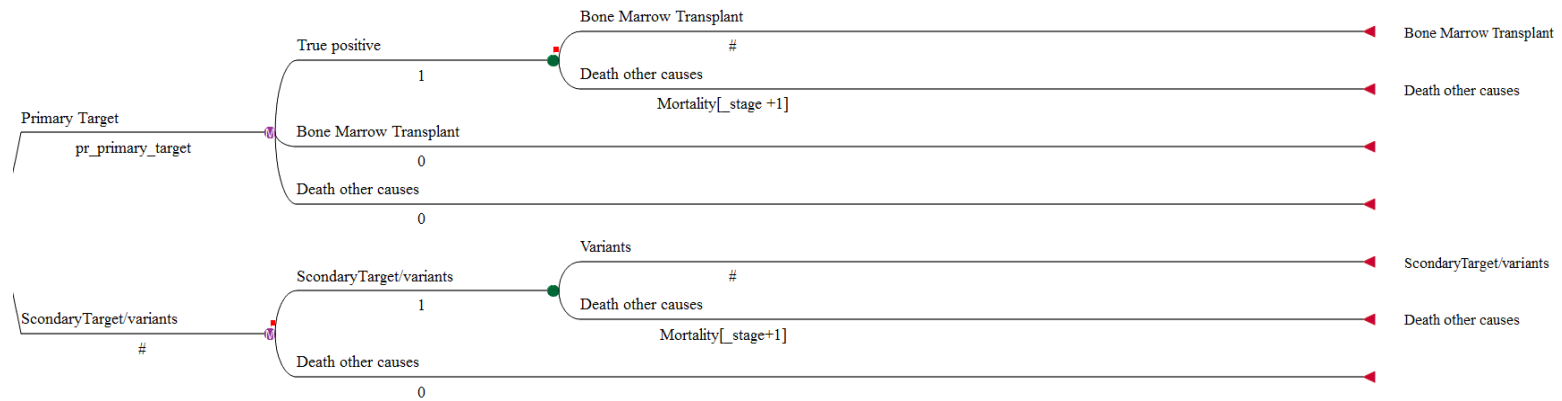 Bone Marrow Transplant
#
Bone Marrow Transplant
True positive
1
Death other causes
Mortality[_stage +1]
Death other causes
Primary Target
pr_primary_target
Bone Marrow Transplant
0
Death other causes
0
Variants
#
ScondaryTarget/variants
ScondaryTarget/variants
1
Death other causes
Mortality[_stage+1]
Death other causes
ScondaryTarget/variants
#
Death other causes
0